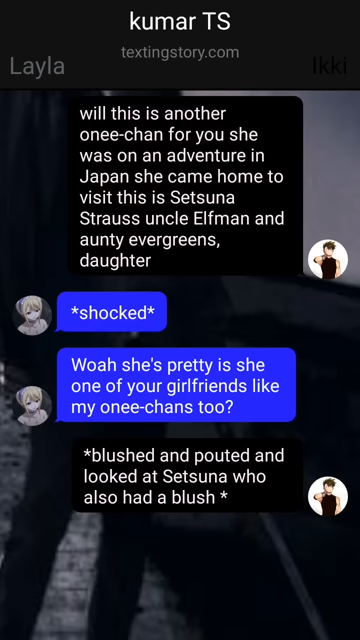 kumar TS
textingstory.com
Layla
Ikki
will this is another
onee-chan for you she
was on an adventure in
Japan she came home to
visit this is Setsuna
Strauss uncle Elfman and
aunty evergreens,
daughter
*shocked*
Woah she's pretty is she
one of your girlfriends like
my onee-chans too?
*blushed and pouted and
looked at Setsuna who
also had a blush *